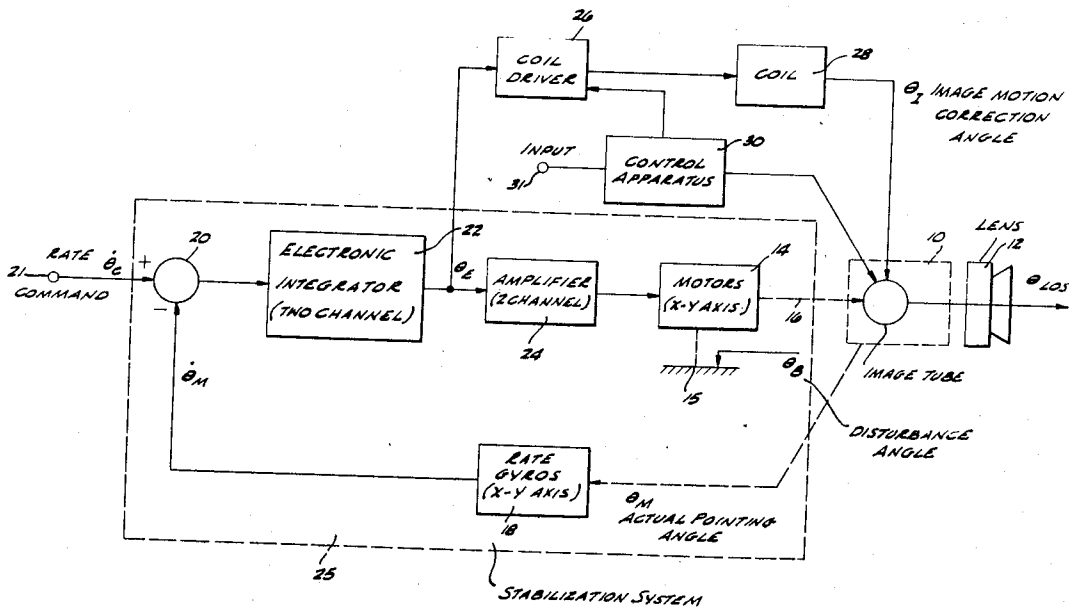 26
COIL
DRIVER
28
COIL
θI IMAGE MOTION
CORRECTION
ANGLE
30
INPUT
31
CONTROL
APPARATUS
21
RATE
COMMAND
θ̇C
+
−
20
22
ELECTRONIC
INTEGRATOR
(TWO CHANNEL)
θE
AMPLIFIER
(2 CHANNEL)
24
14
MOTORS
(X-Y AXIS)
16
15
θB
DISTURBANCE
ANGLE
10
IMAGE TUBE
LENS
12
θLOS
θ̇M
RATE
GYROS
(X-Y AXIS)
18
θM
ACTUAL POINTING
ANGLE
25
STABILIZATION SYSTEM